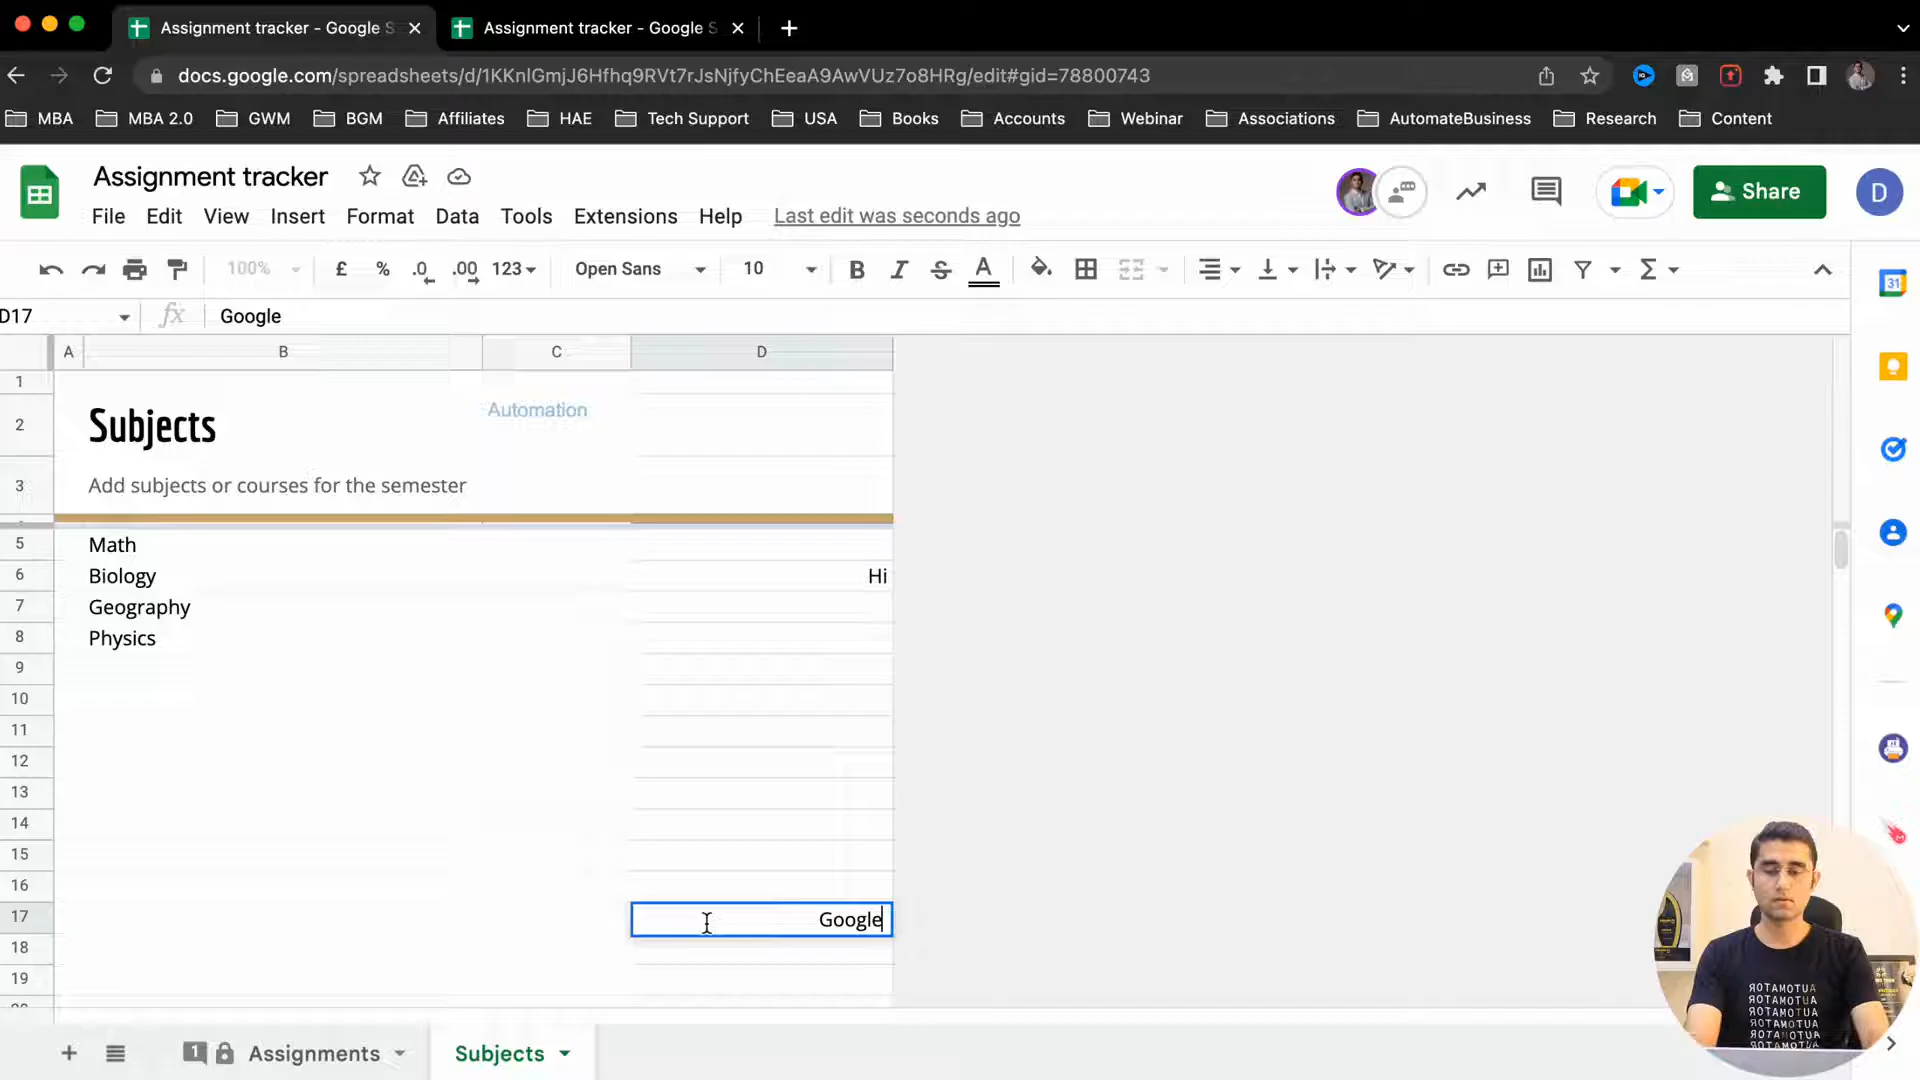 Assignment tracker - Google S
Assignment tracker - Google S
docs.google.com/spreadsheets/d/1KKnlGmjJ6Hfhq9RVt7rJsNjfyChEeaA9AwVUz7o8HRg/edit#gid=78800743
MBA MBA 2.0 GWM BGM Affiliates HAE Tech Support USA Books Accounts Webinar Associations AutomateBusiness Research Content
Assignment tracker
Share
D
File Edit View Insert Format Data Tools Extensions Help Last edit was seconds ago
100% £ % .0 .00 123 Open Sans 10 B I S A Σ
D17 fx Google
A B C D
1
2 Subjects Automation
3 Add subjects or courses for the semester
5 Math
6 Biology Hi
7 Geography
8 Physics
9
10
11
12
13
14
15
16
17 Google
18
19
1 Assignments Subjects
31